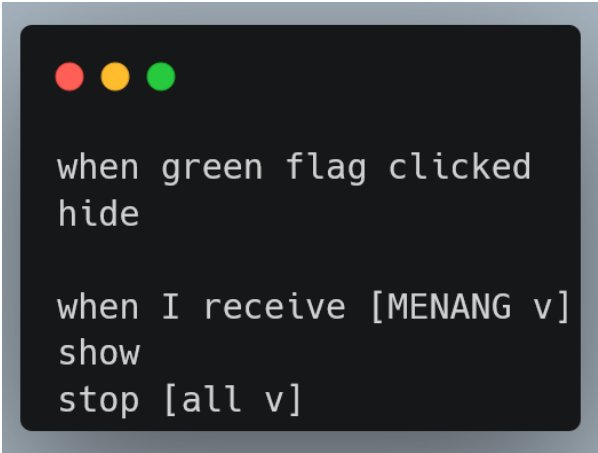 when green flag clicked
hide
when I receive [MENANG v]
show
stop [all v]